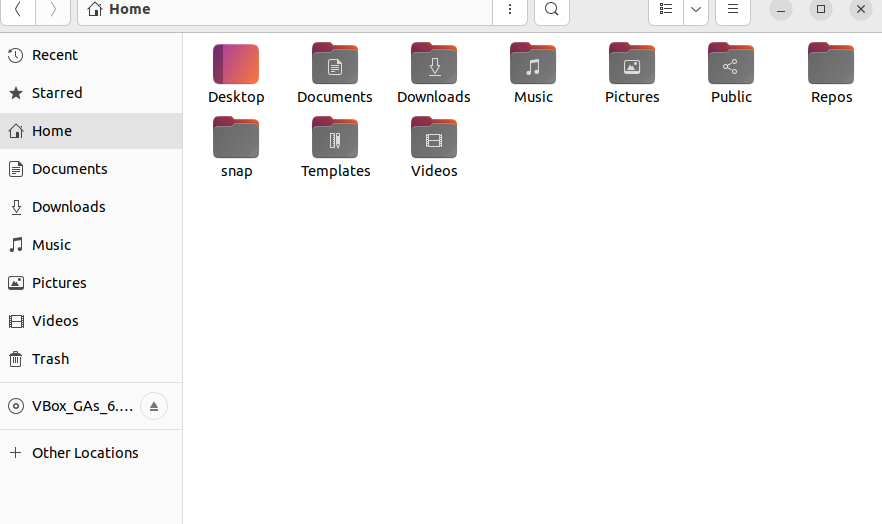 Home
Recent
Starred
Home
Documents
Downloads
Music
Pictures
Videos
Trash
VBox_GAs_6....
Other Locations
Desktop
Documents
Downloads
Music
Pictures
Public
Repos
snap
Templates
Videos